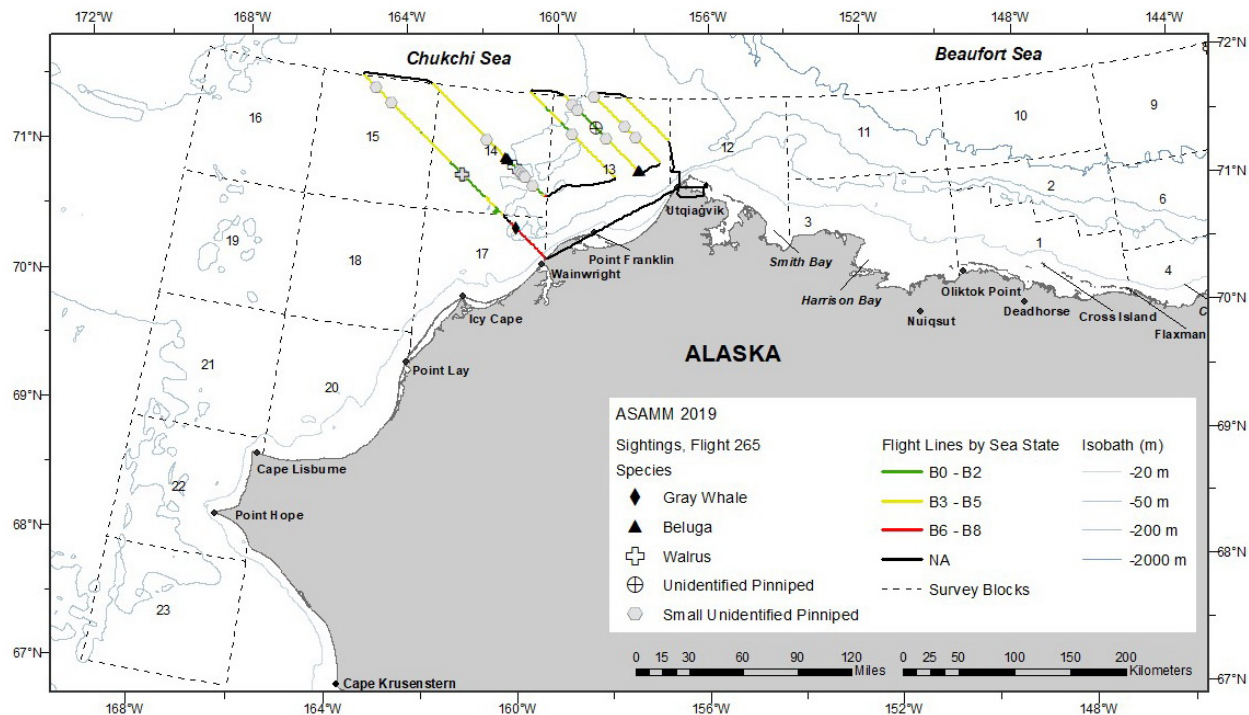 172°W 168°W 164°W 160°W 156°W 152°W 148°W 144°W
72°N
Chukchi Sea
Beaufort Sea
16
9
10
15
11
71°N
14
12
71°N
13
2
6
Utqiaġvik
19
3
1
18
17
Point Franklin
Smith Bay
4
70°N
Wainwright
Harrison Bay
Oliktok Point
70°N
Icy Cape
Nuiqsut
Deadhorse
Cross Island
C
Flaxman
21
ALASKA
20
Point Lay
69°N
69°N
Cape Lisburne
22
Point Hope
68°N
68°N
23
67°N
67°N
Cape Krusenstern
ASAMM 2019
Sightings, Flight 265
Species
Gray Whale
Beluga
Walrus
Unidentified Pinniped
Small Unidentified Pinniped
Flight Lines by Sea State
B0 - B2
B3 - B5
B6 - B8
NA
Survey Blocks
Isobath (m)
-20 m
-50 m
-200 m
-2000 m
0 15 30 60 90 120
Miles
0 25 50 100 150 200
Kilometers
168°W 164°W 160°W 156°W 152°W 148°W